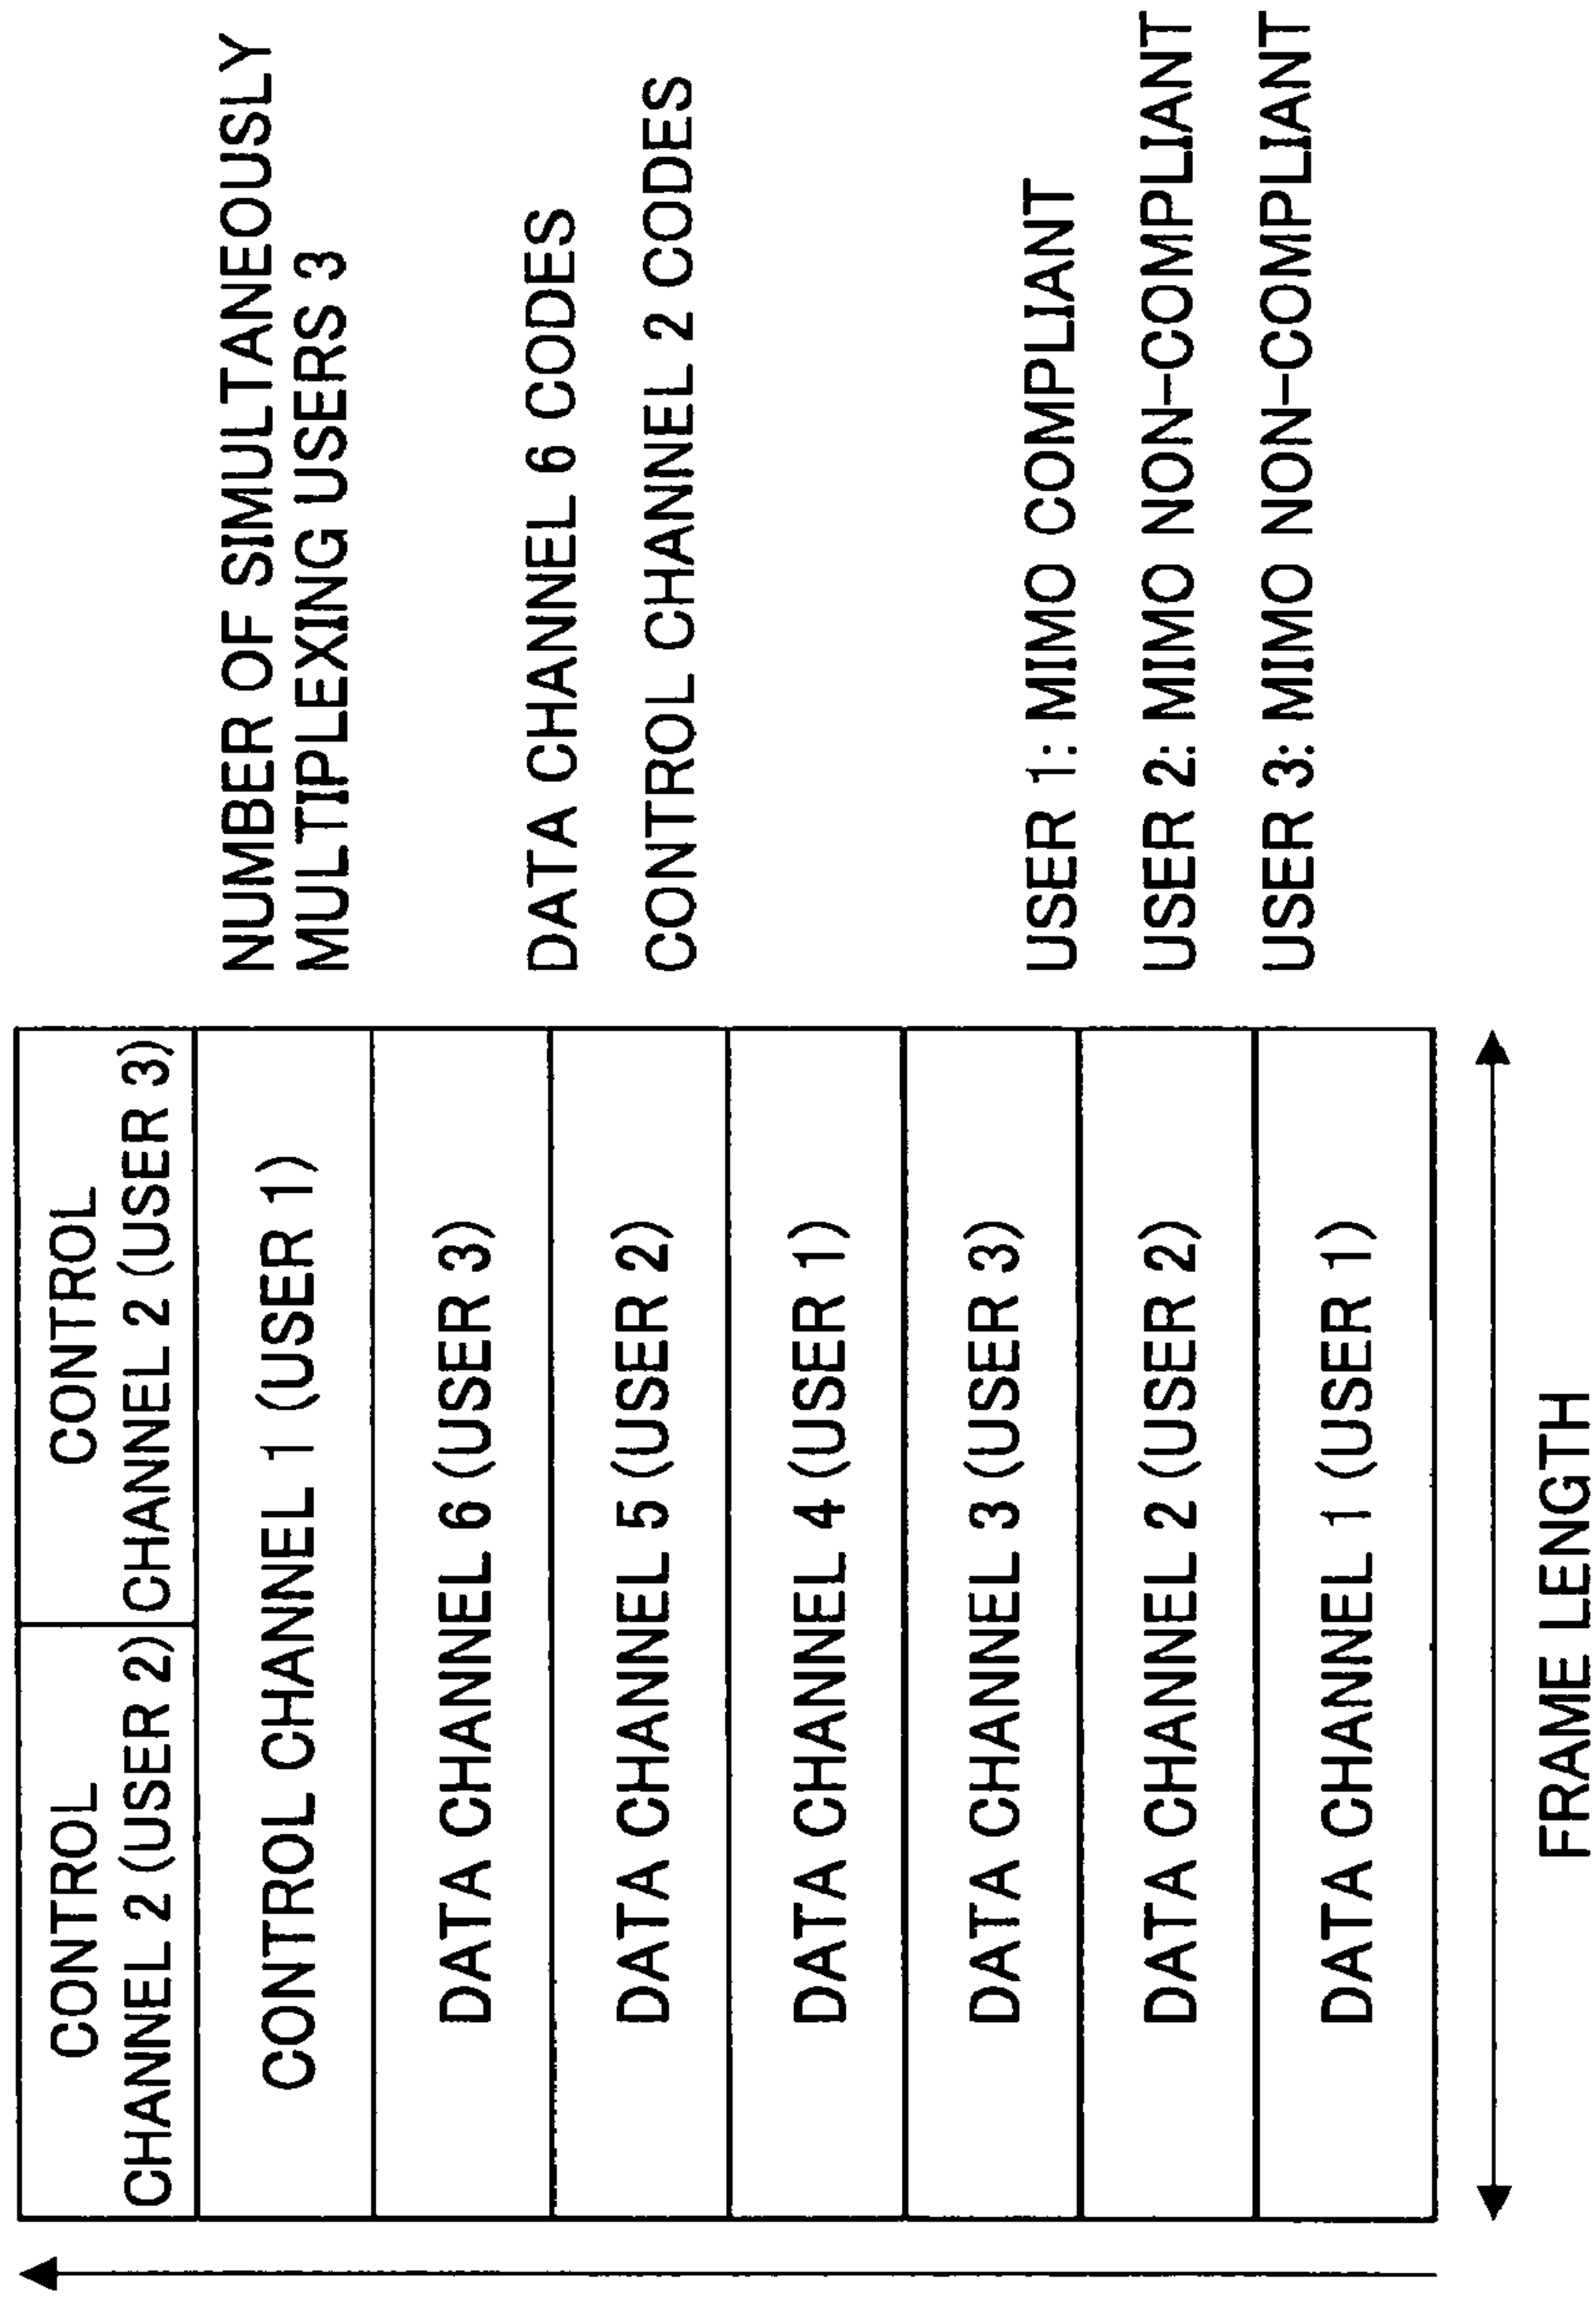 CONTROL
CHANNEL 2 (USER 2)
CONTROL
CHANNEL 2 (USER 3)
CONTROL CHANNEL 1 (USER 1)
DATA CHANNEL 6 (USER 3)
DATA CHANNEL 5 (USER 2)
DATA CHANNEL 4 (USER 1)
DATA CHANNEL 3 (USER 3)
DATA CHANNEL 2 (USER 2)
DATA CHANNEL 1 (USER 1)
FRAME LENGTH
NUMBER OF SIMULTANEOUSLY
MULTIPLEXING USERS 3
DATA CHANNEL 6 CODES
CONTROL CHANNEL 2 CODES
USER 1: MIMO COMPLIANT
USER 2: MIMO NON-COMPLIANT
USER 3: MIMO NON-COMPLIANT